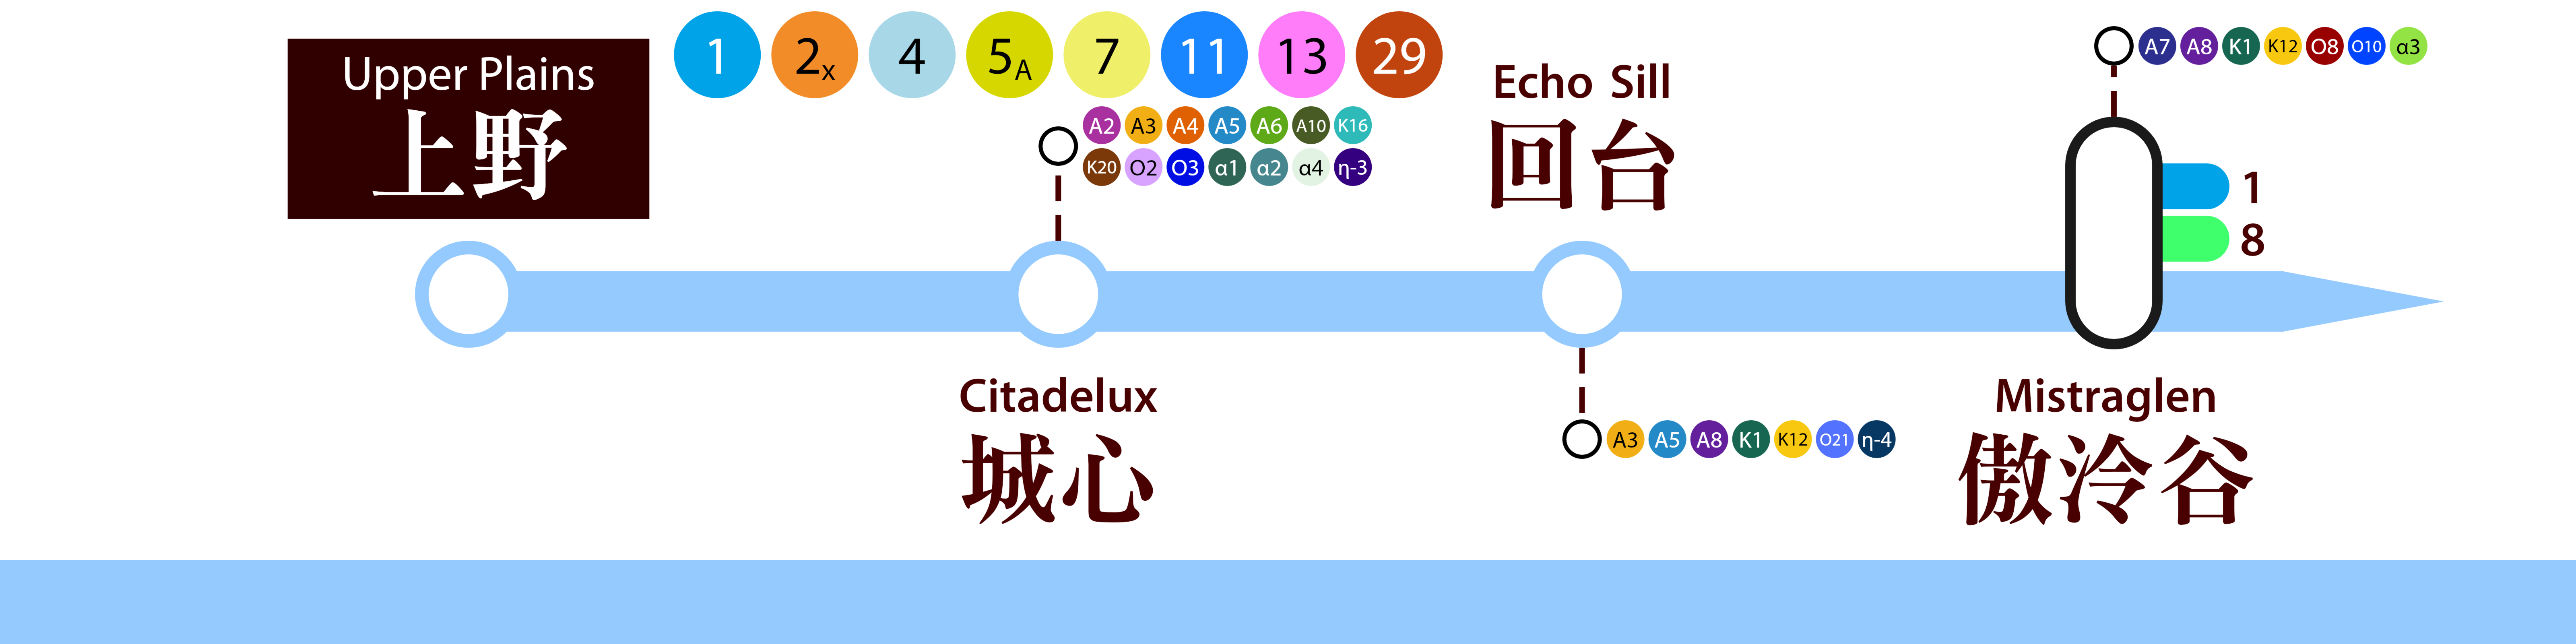 Upper Plains
上野
1 2x 4 5A 7 11 13 29
A2 A3 A4 A5 A6 A10 K16
K20 O2 O3 α1 α2 α4 η-3
Citadelux
城心
Echo Sill
回台
A3 A5 A8 K1 K12 O21 η-4
A7 A8 K1 K12 O8 O10 α3
1
8
Mistraglen
傲泠谷